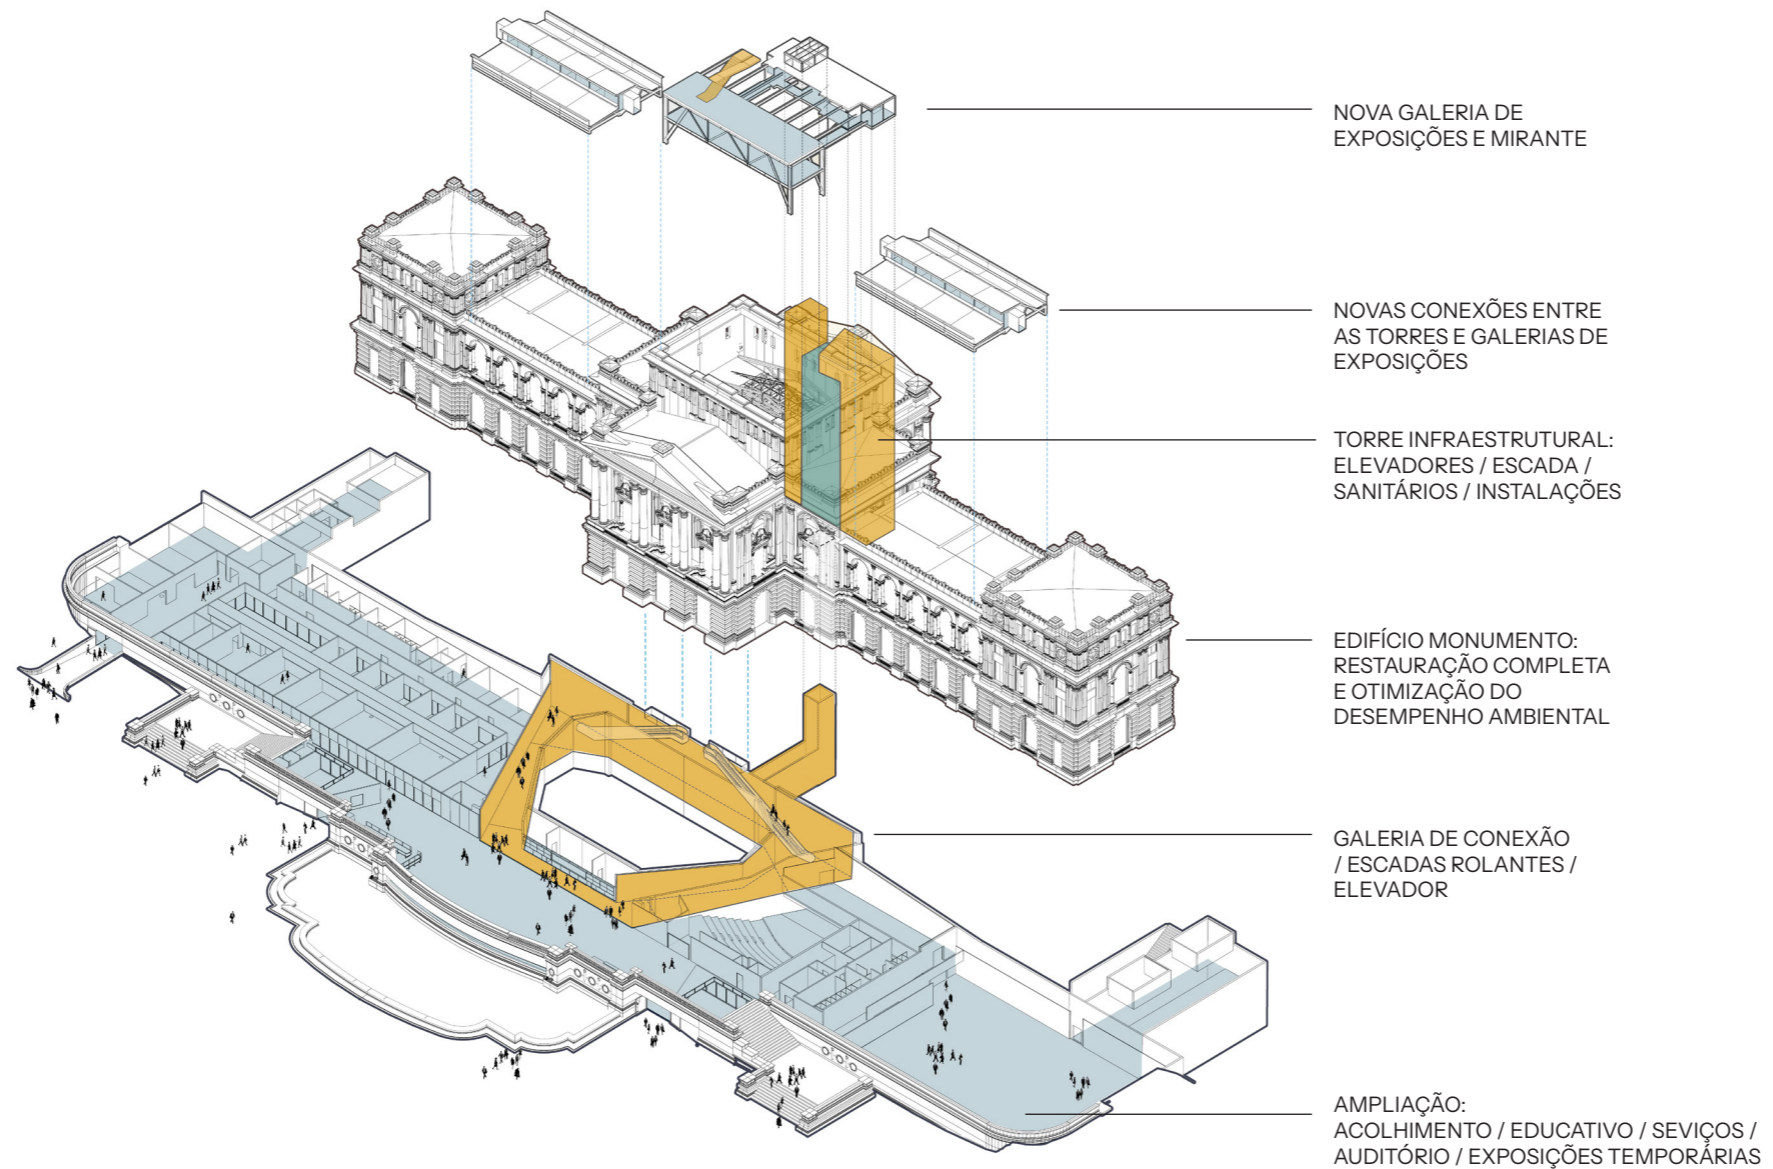 NOVA GALERIA DE
EXPOSIÇÕES E MIRANTE
NOVAS CONEXÕES ENTRE
AS TORRES E GALERIAS DE
EXPOSIÇÕES
TORRE INFRAESTRUTURAL:
ELEVADORES / ESCADA /
SANITÁRIOS / INSTALAÇÕES
EDIFÍCIO MONUMENTO:
RESTAURAÇÃO COMPLETA
E OTIMIZAÇÃO DO
DESEMPENHO AMBIENTAL
GALERIA DE CONEXÃO
/ ESCADAS ROLANTES /
ELEVADOR
AMPLIAÇÃO:
ACOLHIMENTO / EDUCATIVO / SEVIÇOS /
AUDITÓRIO / EXPOSIÇÕES TEMPORÁRIAS